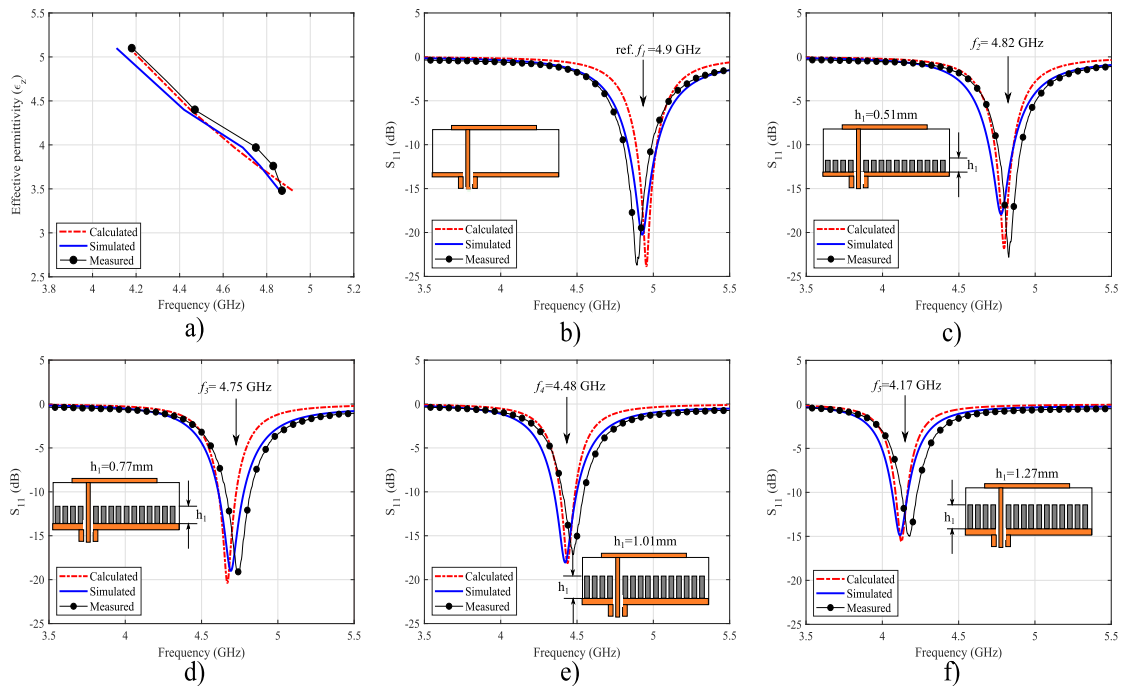 5.5
5
4.5
4
3.5
3
2.5
3.8
4
4.2
4.4
4.6
4.8
5
5.2
Effective permittivity (ϵz)
Frequency (GHz)
Calculated
Simulated
Measured
a)
5
0
-5
-10
-15
-20
-25
3.5
4
4.5
5
5.5
S11 (dB)
Frequency (GHz)
ref. f1=4.9 GHz
Calculated
Simulated
Measured
b)
5
0
-5
-10
-15
-20
-25
3.5
4
4.5
5
5.5
S11 (dB)
Frequency (GHz)
f2= 4.82 GHz
h1=0.51mm
h1
Calculated
Simulated
Measured
c)
5
0
-5
-10
-15
-20
-25
3.5
4
4.5
5
5.5
S11 (dB)
Frequency (GHz)
f3= 4.75 GHz
h1=0.77mm
h1
Calculated
Simulated
Measured
d)
5
0
-5
-10
-15
-20
-25
3.5
4
4.5
5
5.5
S11 (dB)
Frequency (GHz)
f4=4.48 GHz
h1=1.01mm
h1
Calculated
Simulated
Measured
e)
5
0
-5
-10
-15
-20
-25
3.5
4
4.5
5
5.5
S11 (dB)
Frequency (GHz)
f5=4.17 GHz
h1=1.27mm
h1
Calculated
Simulated
Measured
f)